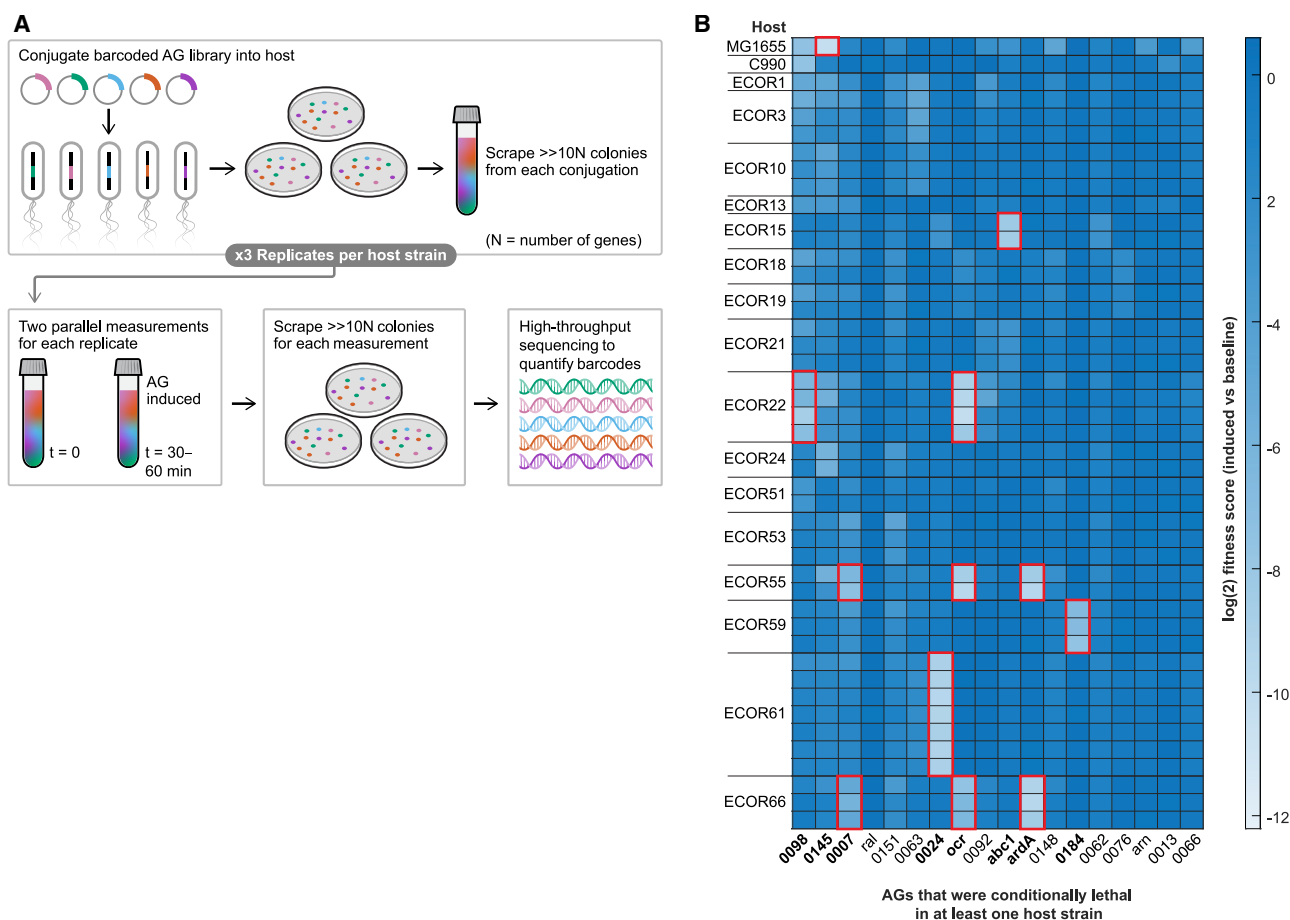 A
Conjugate barcoded AG library into host
Scrape >>10N colonies
from each conjugation
(N = number of genes)
x3 Replicates per host strain
Two parallel measurements
for each replicate
AG
induced
t = 0
t = 30–
60 min
Scrape >>10N colonies
for each measurement
High-throughput
sequencing to
quantify barcodes
B
Host
MG1655
C990
ECOR1
ECOR3
ECOR10
ECOR13
ECOR15
ECOR18
ECOR19
ECOR21
ECOR22
ECOR24
ECOR51
ECOR53
ECOR55
ECOR59
ECOR61
ECOR66
0098
0145
0007
ral
0151
0063
0024
ocr
0092
abc1
ardA
0148
0184
0062
0076
arn
0013
0066
AGs that were conditionally lethal
in at least one host strain
0
-2
-4
-6
-8
-10
-12
log(2) fitness score (induced vs baseline)